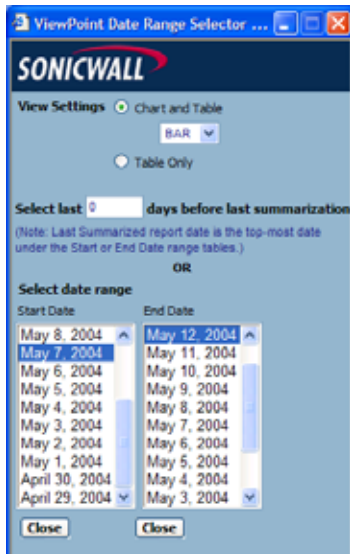 ViewPoint Date Range Selector ...
SONICWALL
View Settings Chart and Table
BAR
Table Only
Select last 0 days before last summarization
(Note: Last Summarized report date is the top-most date
under the Start or End Date range tables.)
OR
Select date range
Start Date End Date
May 8, 2004 May 12, 2004
May 7, 2004 May 11, 2004
May 6, 2004 May 10, 2004
May 5, 2004 May 9, 2004
May 4, 2004 May 8, 2004
May 3, 2004 May 7, 2004
May 2, 2004 May 6, 2004
May 1, 2004 May 5, 2004
April 30, 2004 May 4, 2004
April 29, 2004 May 3, 2004
Close Close